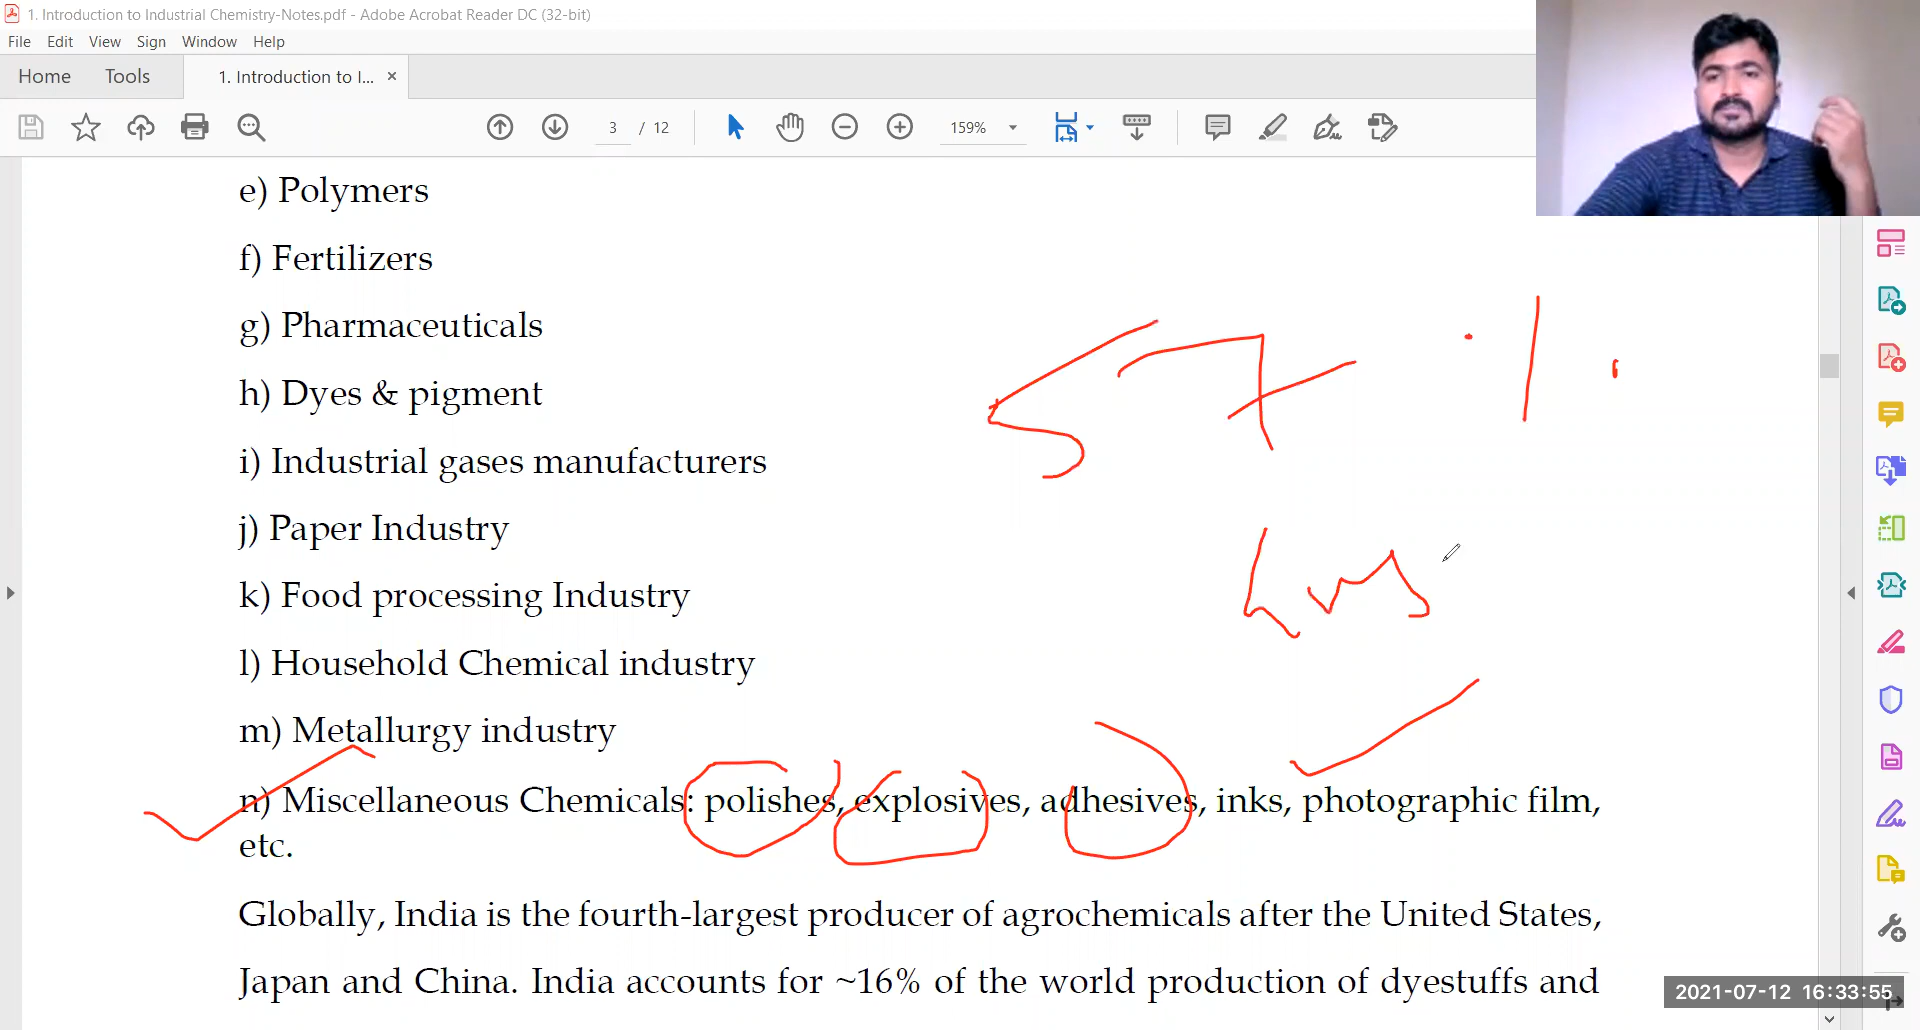 1. Introduction to Industrial Chemistry-Notes.pdf - Adobe Acrobat Reader DC (32-bit)
File Edit View Sign Window Help
Home Tools 1. Introduction to I... ×
3 / 12 159%
e) Polymers
f) Fertilizers
g) Pharmaceuticals
57 %
h) Dyes & pigment
i) Industrial gases manufacturers
j) Paper Industry
k) Food processing Industry
l) Household Chemical industry
m) Metallurgy industry
n) Miscellaneous Chemicals: polishes, explosives, adhesives, inks, photographic film,
etc.
Globally, India is the fourth-largest producer of agrochemicals after the United States,
Japan and China. India accounts for ~16% of the world production of dyestuffs and
2021-07-12 16:33:55